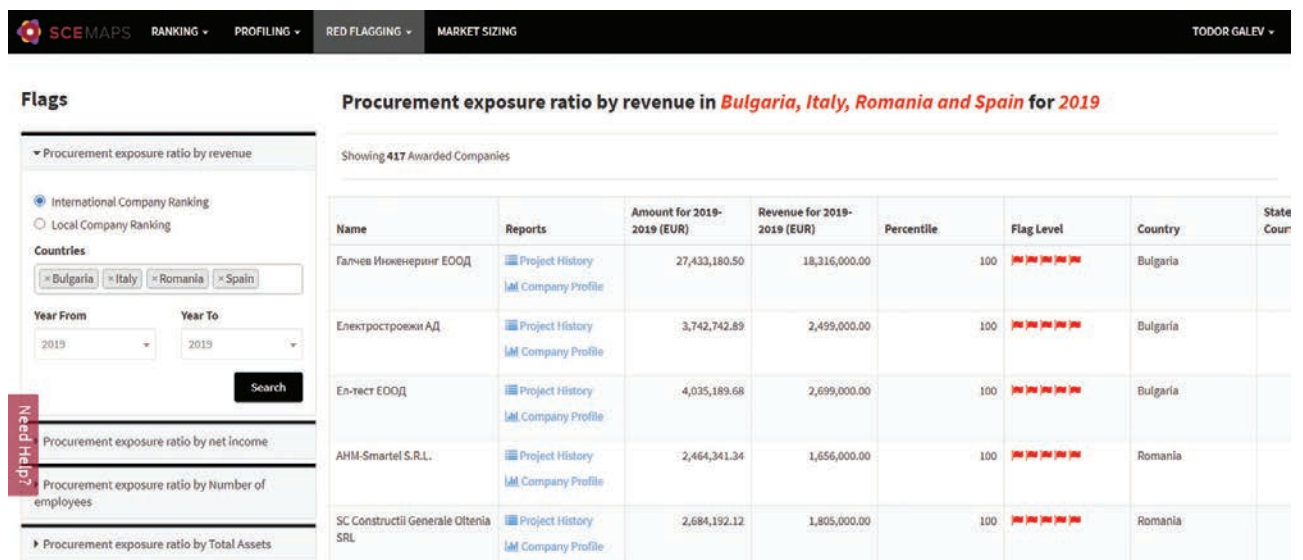 SCEMAPS RANKING PROFILING RED FLAGGING MARKET SIZING TODOR GALEV
Flags
Procurement exposure ratio by revenue
International Company Ranking
Local Company Ranking
Countries
×Bulgaria ×Italy ×Romania ×Spain
Year From Year To
2019 2019
Search
Need Help?
Procurement exposure ratio by net income
Procurement exposure ratio by Number of
employees
Procurement exposure ratio by Total Assets
Procurement exposure ratio by revenue in Bulgaria, Italy, Romania and Spain for 2019
Showing 417 Awarded Companies
Name Reports Amount for 2019-
2019 (EUR) Revenue for 2019-
2019 (EUR) Percentile Flag Level Country State
Галчев Инженеринг ЕООД Project History 27,433,180.50 18,316,000.00 100 Bulgaria
Company Profile
Електростровежи АД Project History 3,742,742.89 2,499,000.00 100 Bulgaria
Company Profile
Ел-тест ЕООД Project History 4,035,189.68 2,699,000.00 100 Bulgaria
Company Profile
AHM-Smartel S.R.L. Project History 2,464,341.34 1,656,000.00 100 Romania
Company Profile
SC Constructii Generale Oltenia Project History 2,684,192.12 1,805,000.00 100 Romania
SRL
Company Profile